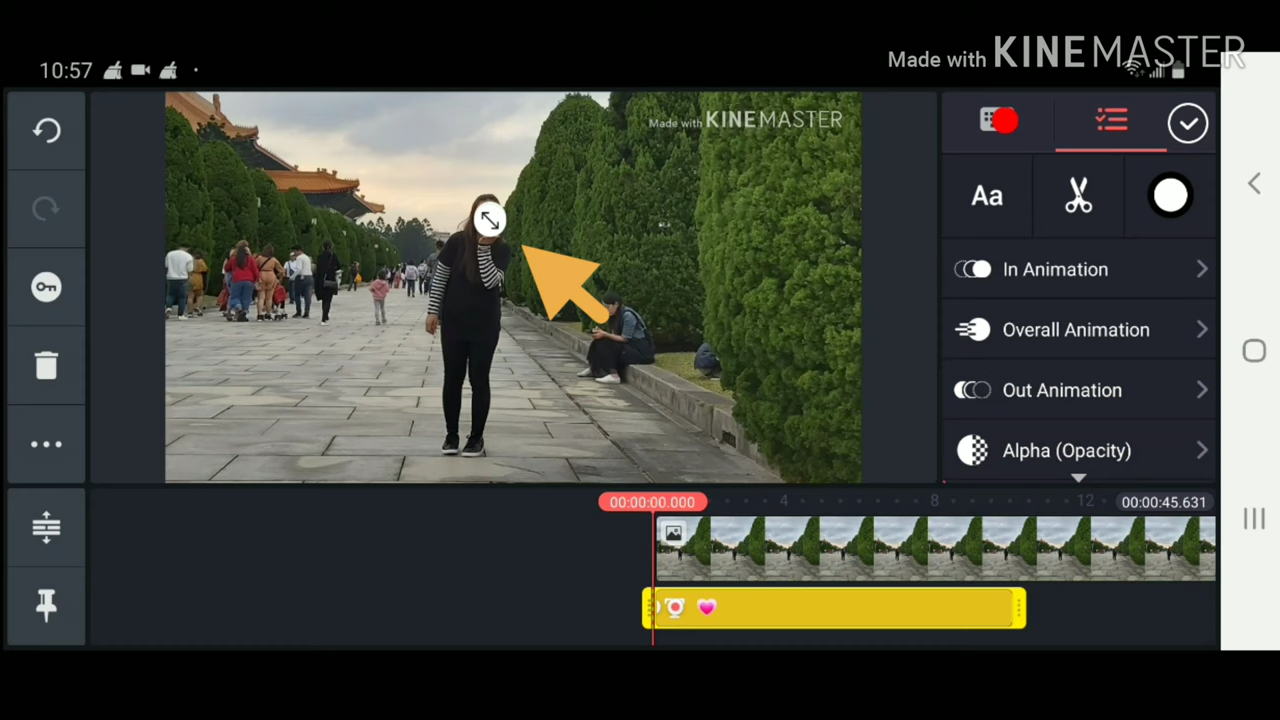 Made with KINEMASTER
10:57
Made with KINEMASTER
Aa
In Animation
Overall Animation
Out Animation
Alpha (Opacity)
00:00:00.000
4
8
12
00:00:45.631